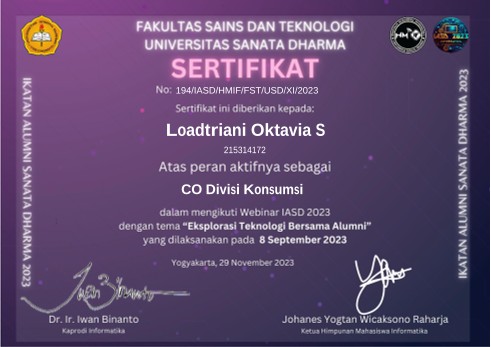 FAKULTAS SAINS DAN TEKNOLOGI
UNIVERSITAS SANATA DHARMA
SERTIFIKAT
No: 194/IASD/HMIF/FST/USD/XI/2023
Sertifikat ini diberikan kepada:
Loadtriani Oktavia S
215314172
Atas peran aktifnya sebagai
CO Divisi Konsumsi
dalam mengikuti Webinar IASD 2023
dengan tema “Eksplorasi Teknologi Bersama Alumni”
yang dilaksanakan pada 8 September 2023
Yogyakarta, 29 November 2023
Dr. Ir. Iwan Binanto
Kaprodi Informatika
Johanes Yogtan Wicaksono Raharja
Ketua Himpunan Mahasiswa Informatika
IKATAN ALUMNI SANATA DHARMA 2023
IKATAN ALUMNI SANATA DHARMA 2023